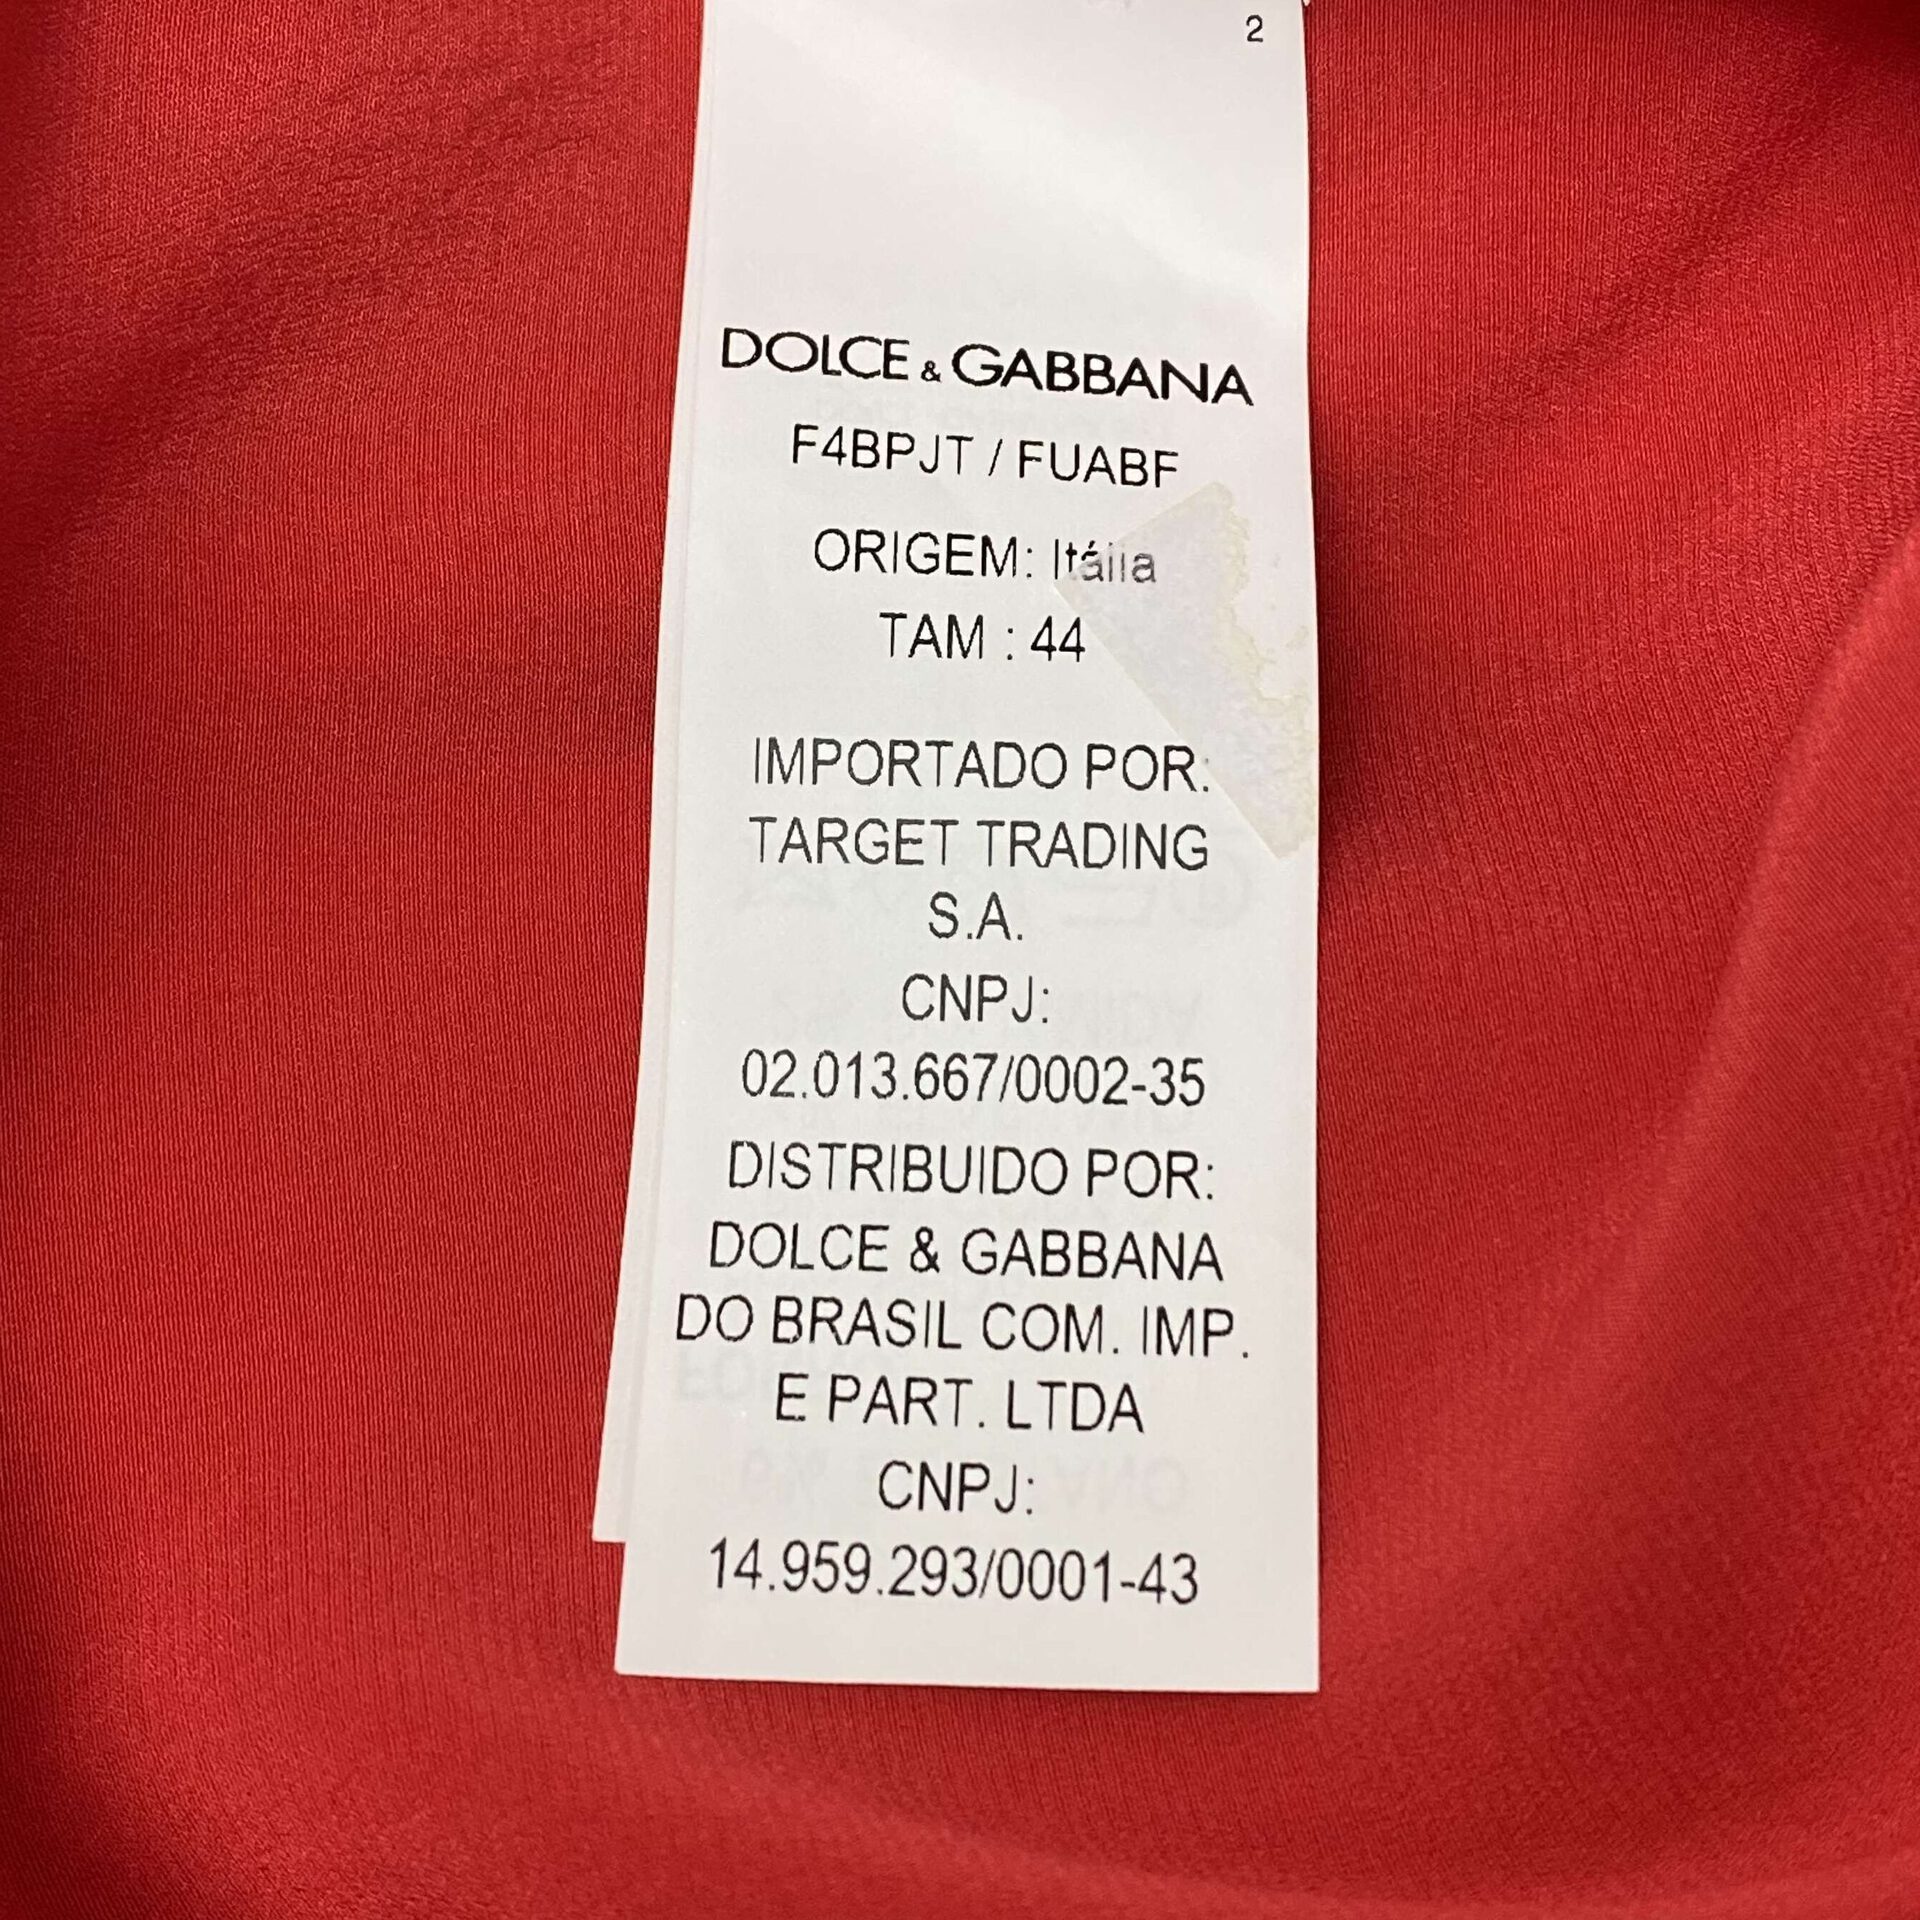 2
DOLCE & GABBANA
F4BPJT / FUABF
ORIGEM: Itália
TAM : 44
IMPORTADO POR:
TARGET TRADING
S.A.
CNPJ:
02.013.667/0002-35
DISTRIBUIDO POR:
DOLCE & GABBANA
DO BRASIL COM. IMP.
E PART. LTDA
CNPJ:
14.959.293/0001-43